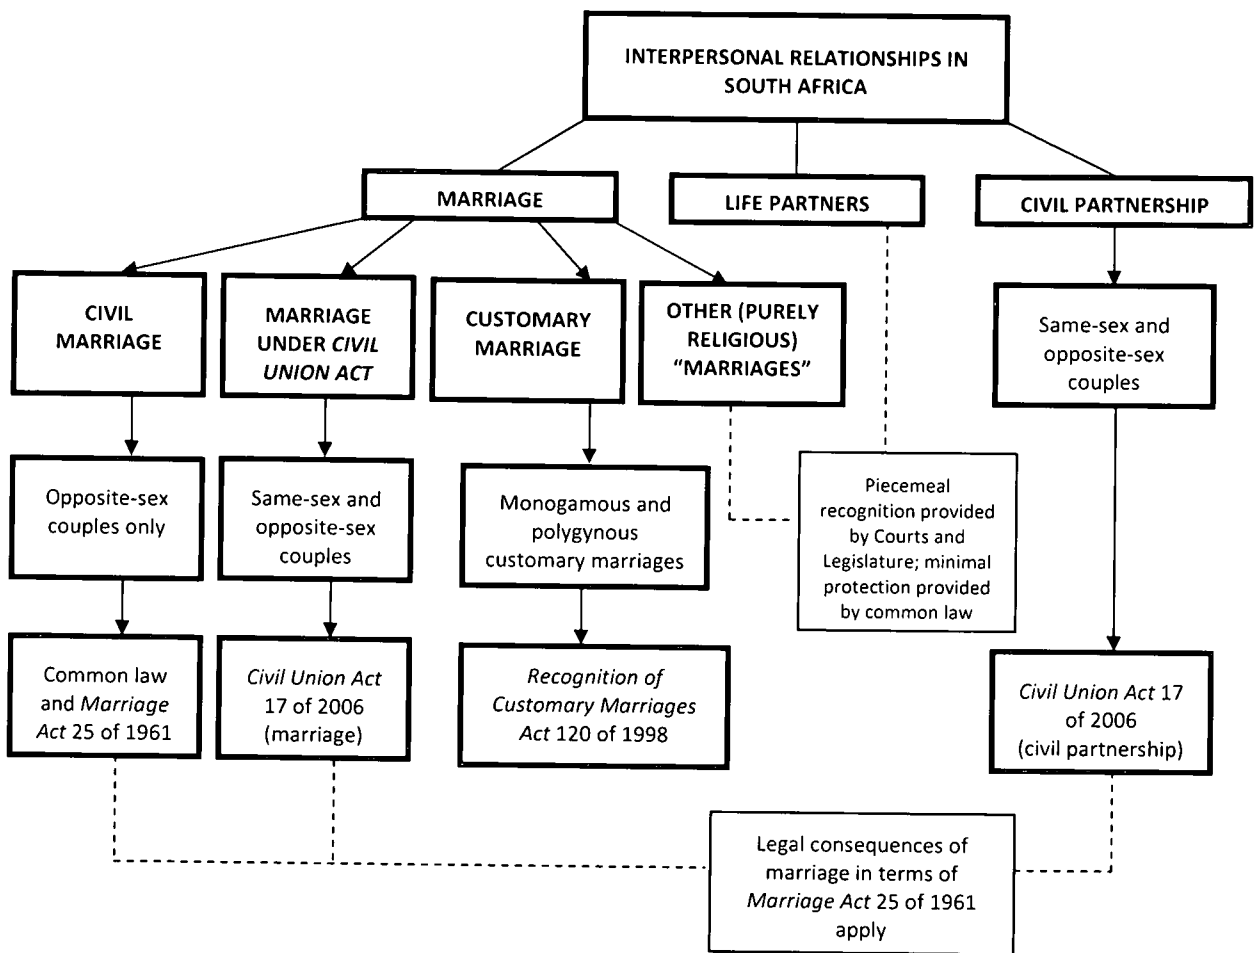 INTERPERSONAL RELATIONSHIPS IN
SOUTH AFRICA
MARRIAGE
LIFE PARTNERS
CIVIL PARTNERSHIP
CIVIL
MARRIAGE
MARRIAGE
UNDER CIVIL
UNION ACT
CUSTOMARY
MARRIAGE
OTHER (PURELY
RELIGIOUS)
“MARRIAGES”
Same-sex and
opposite-sex
couples
Opposite-sex
couples only
Same-sex and
opposite-sex
couples
Monogamous and
polygynous
customary marriages
Piecemeal
recognition provided
by Courts and
Legislature; minimal
protection provided
by common law
Common law
and Marriage
Act 25 of 1961
Civil Union Act
17 of 2006
(marriage)
Recognition of
Customary Marriages
Act 120 of 1998
Civil Union Act 17
of 2006
(civil partnership)
Legal consequences of
marriage in terms of
Marriage Act 25 of 1961
apply